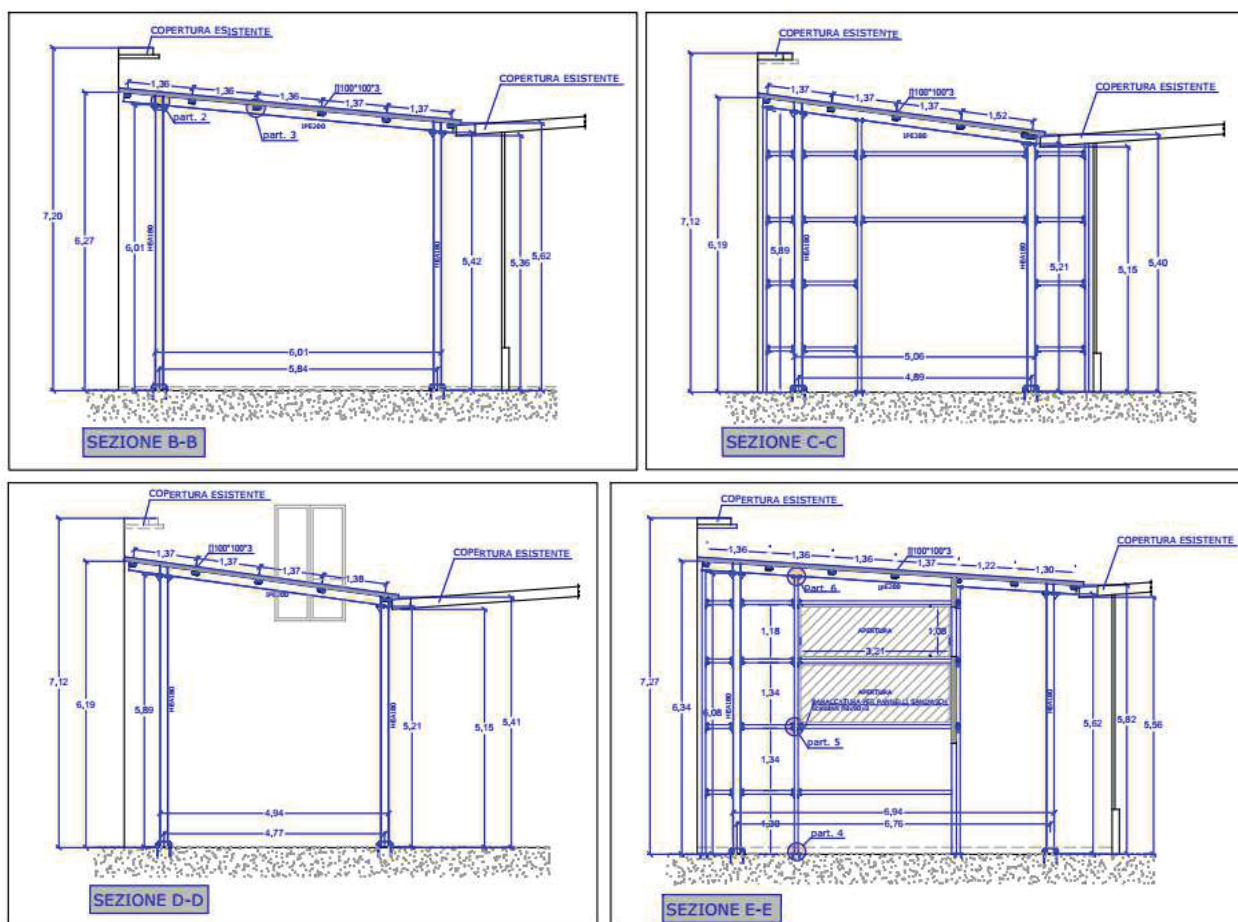 COPERTURA ESISTENTE
COPERTURA ESISTENTE
1,36
1,36
1,36
1,37
1,37
[]100*100*3
part. 2
part. 3
IPE200
7,20
6,27
6,01
HEA180
HEA180
5,42
5,36
5,62
6,01
5,84
SEZIONE B-B
COPERTURA ESISTENTE
COPERTURA ESISTENTE
1,37
1,37
1,37
1,52
[]100*100*3
IPE200
7,12
6,19
5,89
HEA180
HEA180
5,21
5,15
5,40
5,06
4,89
SEZIONE C-C
COPERTURA ESISTENTE
COPERTURA ESISTENTE
1,37
1,37
1,37
1,38
[]100*100*3
IPE200
7,12
6,19
5,89
HEA180
HEA180
5,21
5,15
5,41
4,94
4,77
SEZIONE D-D
COPERTURA ESISTENTE
COPERTURA ESISTENTE
1,36
1,36
1,36
1,37
1,22
1,30
[]100*100*3
IPE200
part. 6
7,27
6,34
6,08
HEA180
HEA180
1,18
APERTURA
1,08
3,21
1,34
APERTURA
BARACCATURA PER PANNELLI SANDWICH
part. 5
1,34
5,62
5,82
5,56
6,94
6,76
1,30
part. 4
SEZIONE E-E